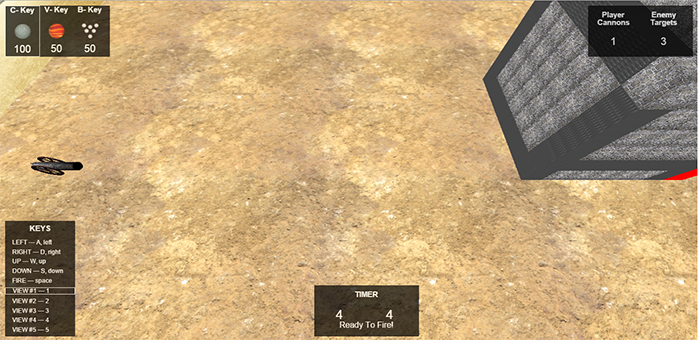 C- Key V- Key B- Key
100 50 50
Player Cannons Enemy Targets
1 3
KEYS
LEFT — A, left
RIGHT — D, right
UP — W, up
DOWN — S, down
FIRE — space
VIEW #1 — 1
VIEW #2 — 2
VIEW #3 — 3
VIEW #4 — 4
VIEW #5 — 5
TIMER
4 4
Ready To Fire!